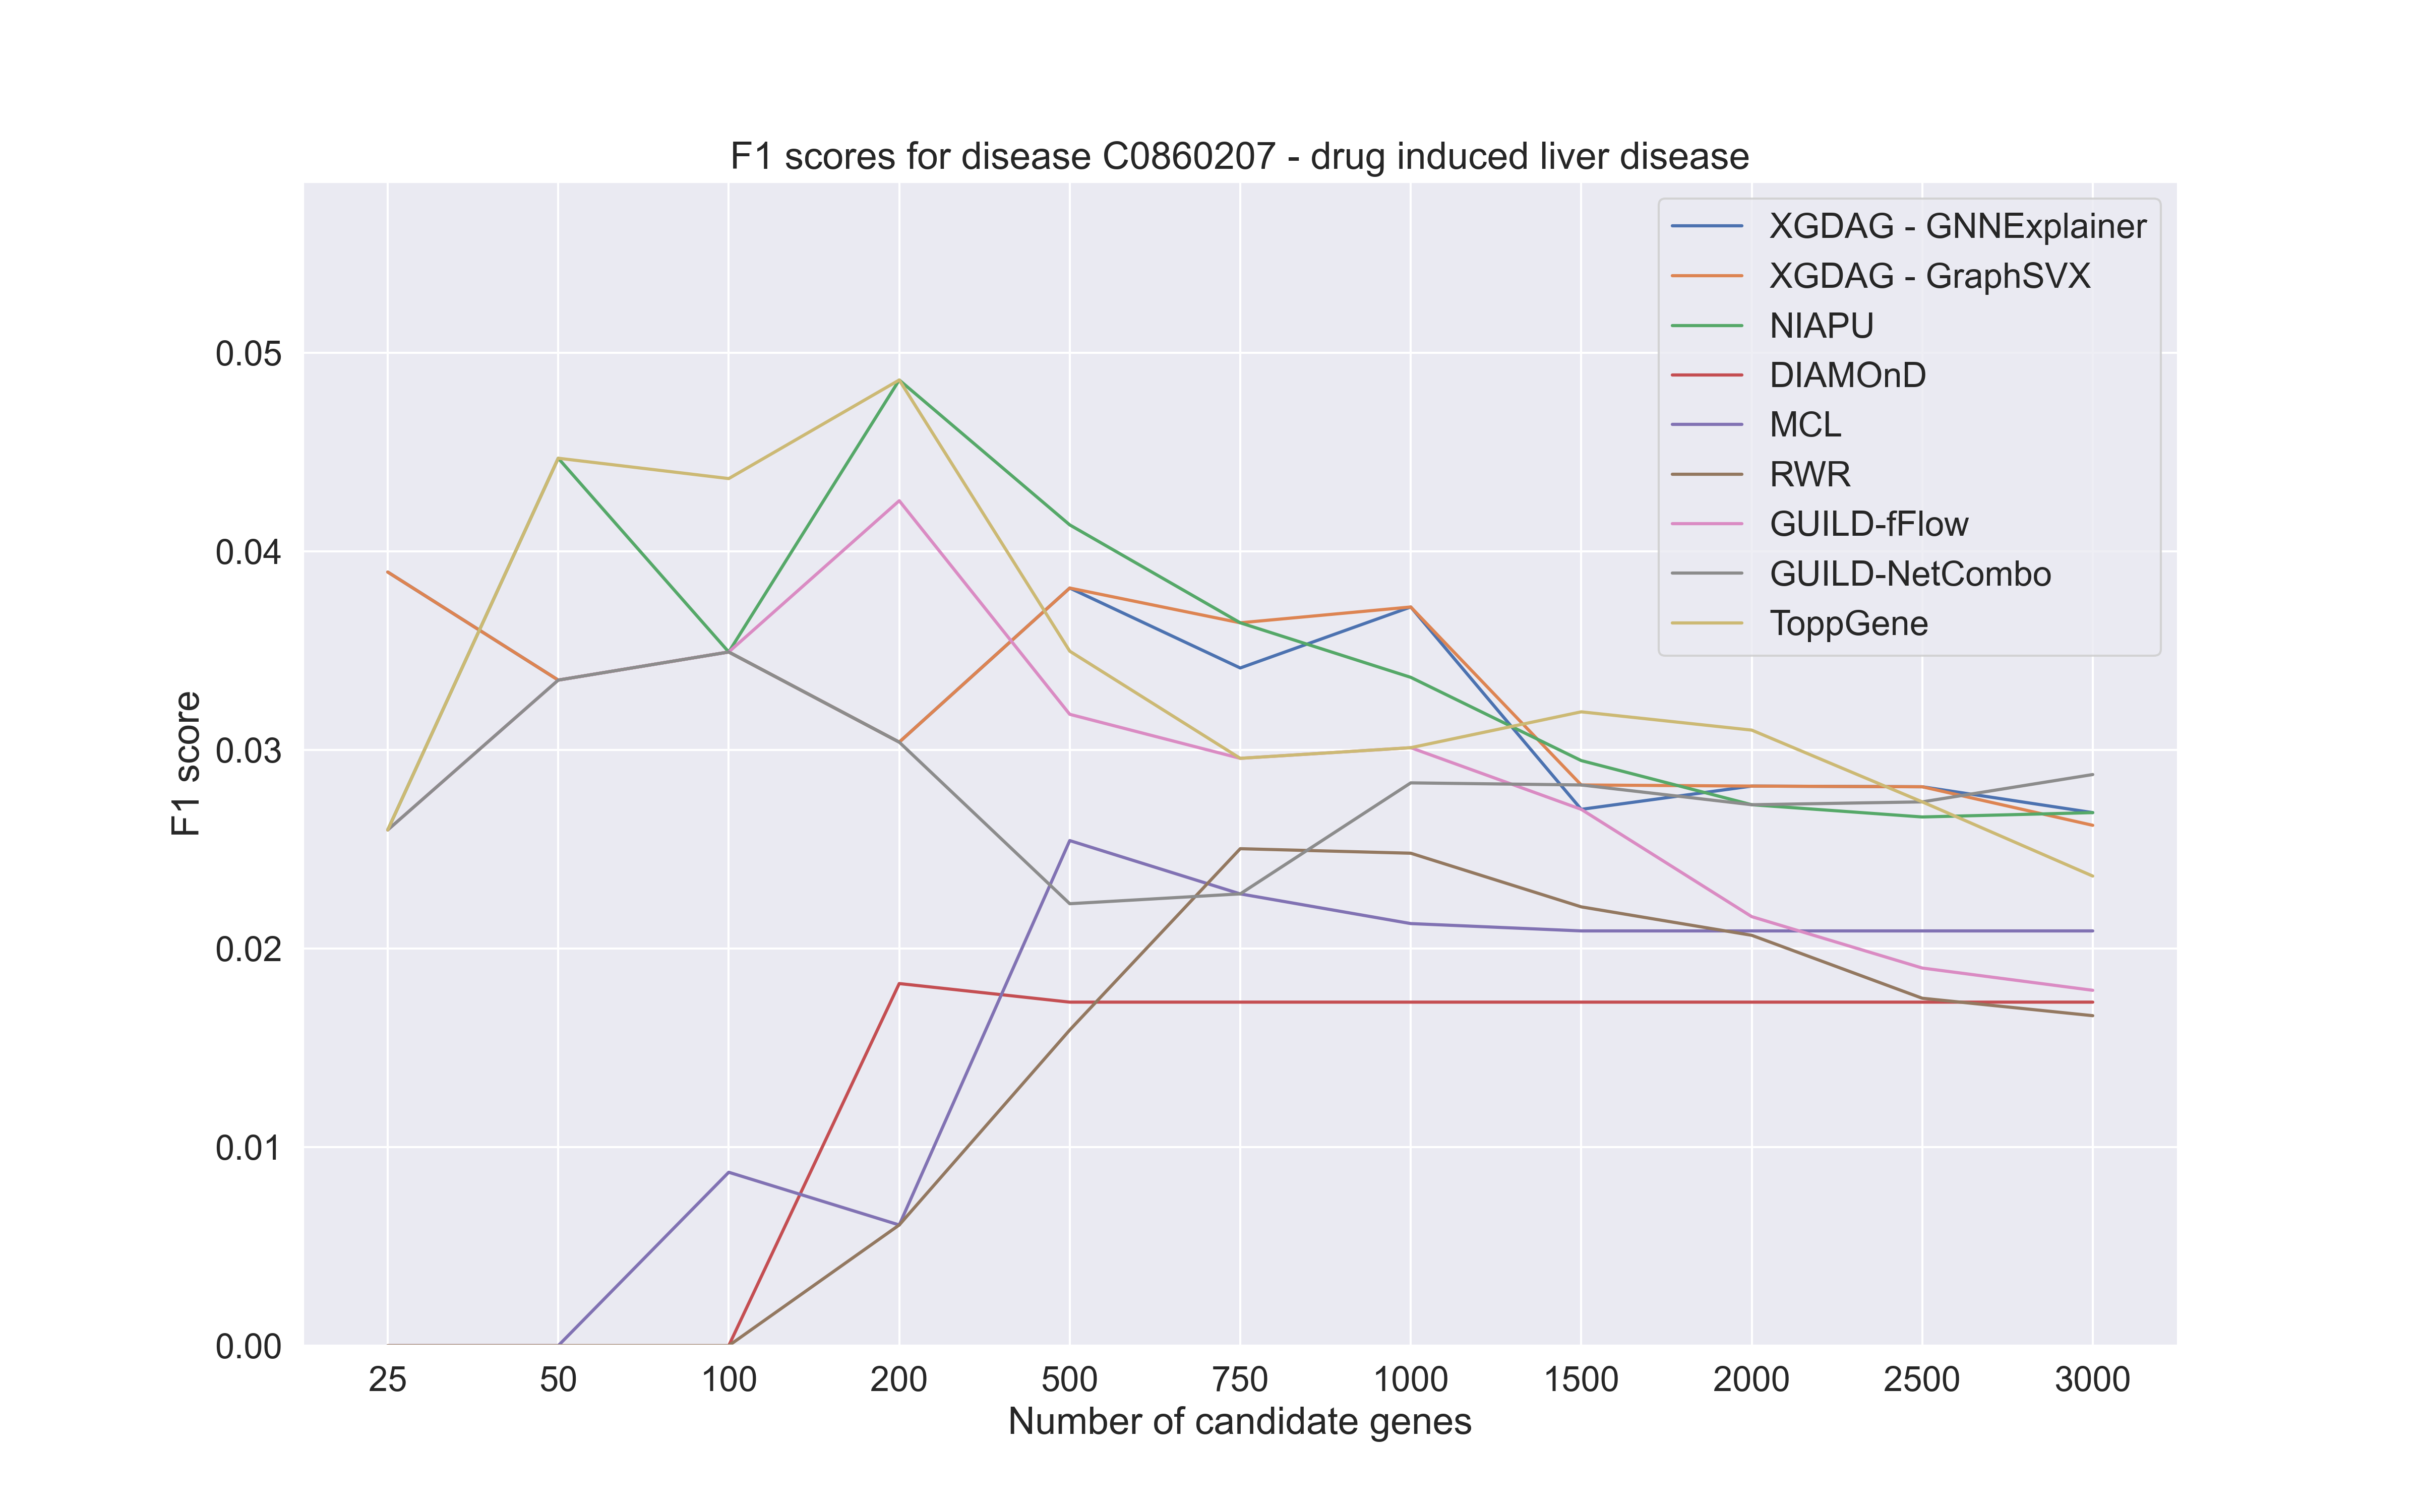 F1 scores for disease C0860207 - drug induced liver disease
XGDAG - GNNExplainer
XGDAG - GraphSVX
NIAPU
DIAMOnD
MCL
RWR
GUILD-fFlow
GUILD-NetCombo
ToppGene
F1 score
0.05
0.04
0.03
0.02
0.01
0.00
25 50 100 200 500 750 1000 1500 2000 2500 3000
Number of candidate genes